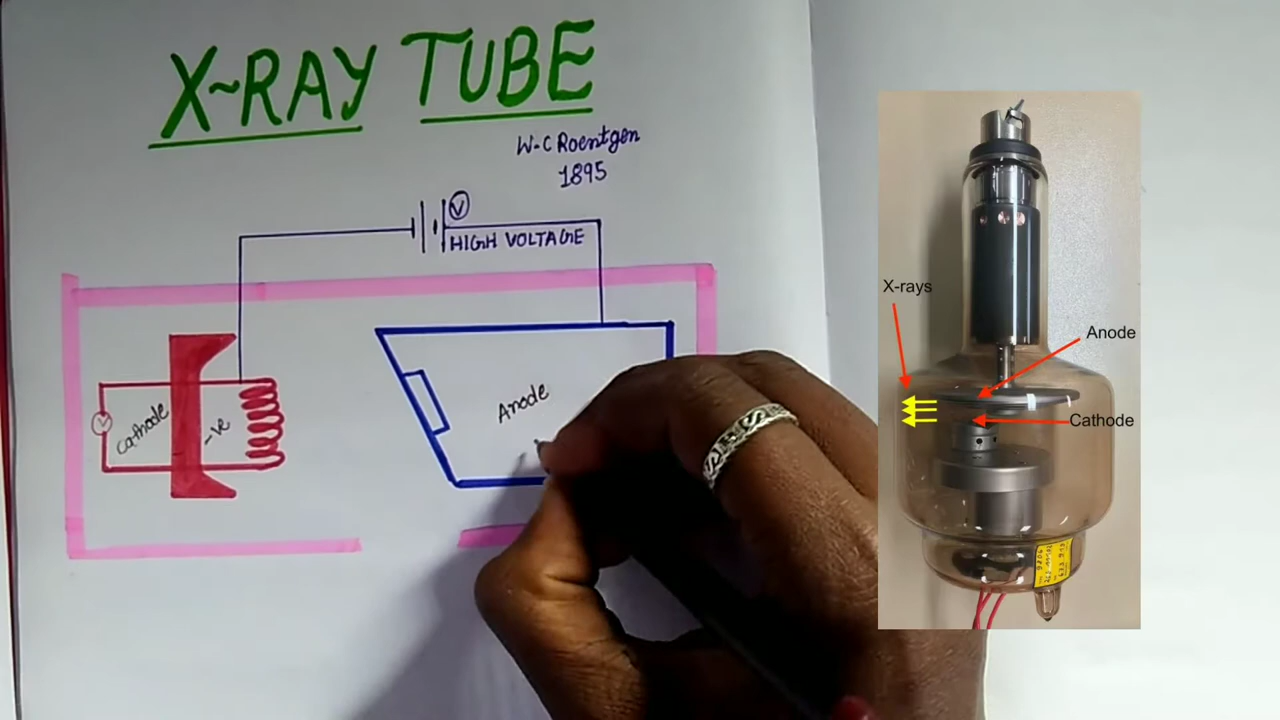 X-RAY TUBE
W-C Roentgen
1895
V
HIGH VOLTAGE
V
Cathode
-ve
Anode
X-rays
Anode
Cathode